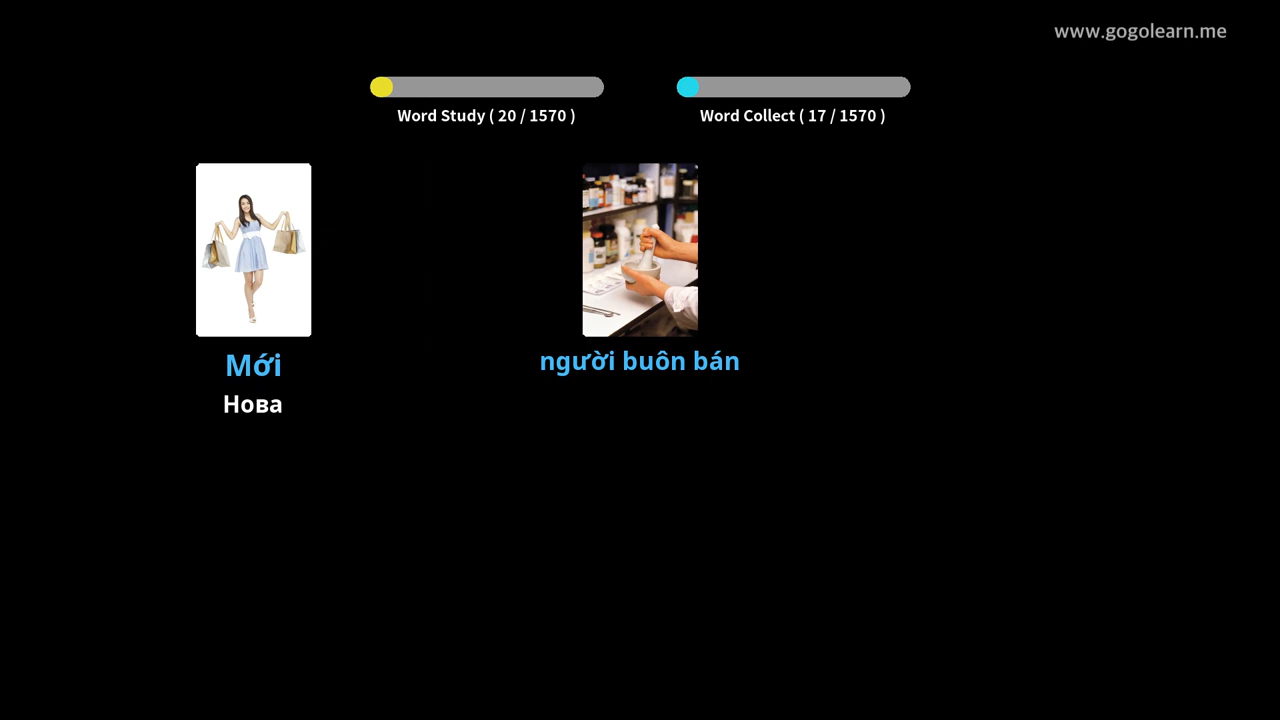 www.gogolearn.me
Word Study ( 20 / 1570 )
Word Collect ( 17 / 1570 )
Mới
Нова
người buôn bán